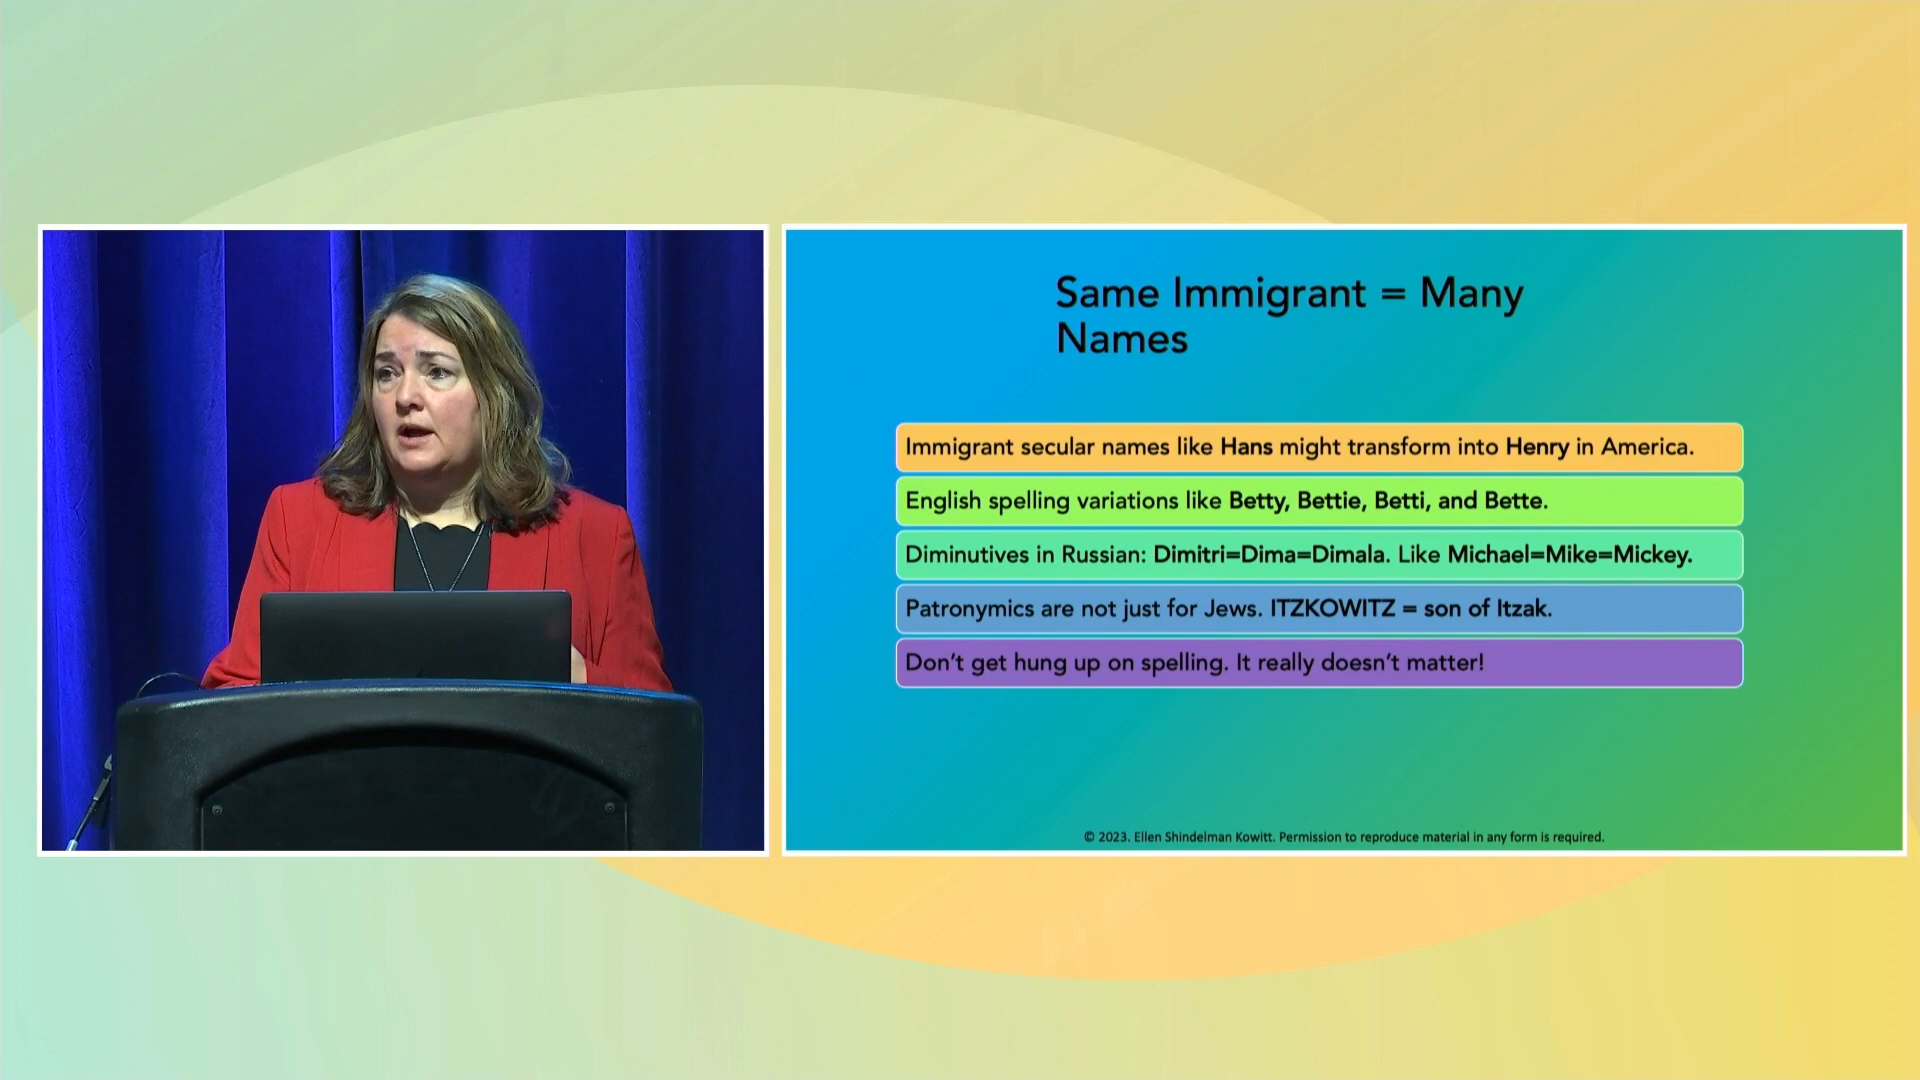 Same Immigrant = Many
Names
Immigrant secular names like Hans might transform into Henry in America.
English spelling variations like Betty, Bettie, Betti, and Bette.
Diminutives in Russian: Dimitri=Dima=Dimala. Like Michael=Mike=Mickey.
Patronymics are not just for Jews. ITZKOWITZ = son of Itzak.
Don’t get hung up on spelling. It really doesn’t matter!
© 2023. Ellen Shindelman Kowitt. Permission to reproduce material in any form is required.